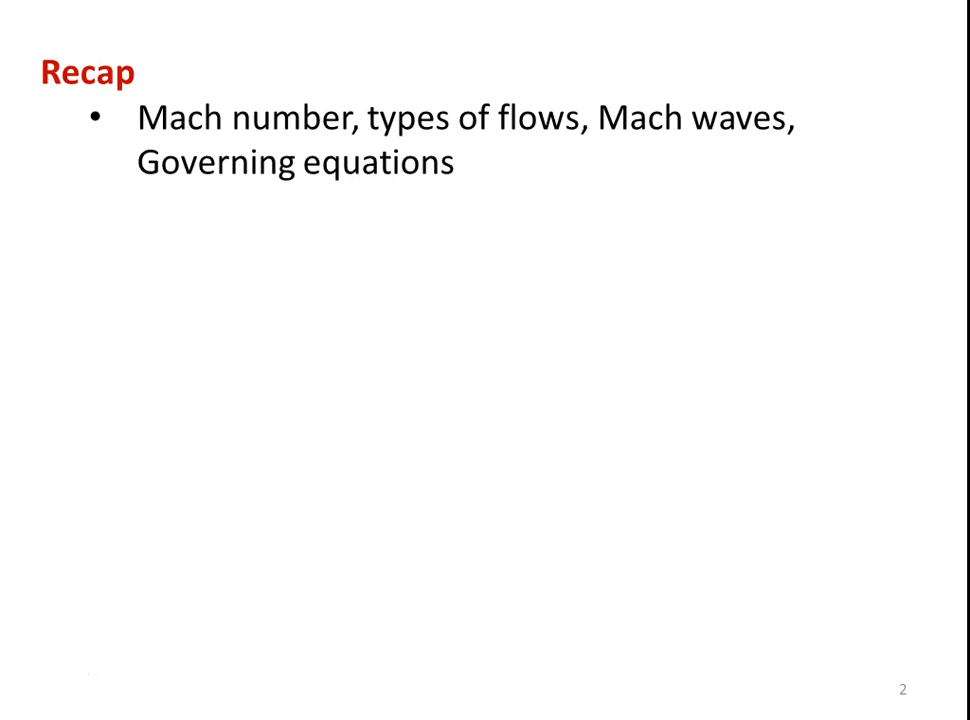 Recap
• Mach number, types of flows, Mach waves,
Governing equations
2